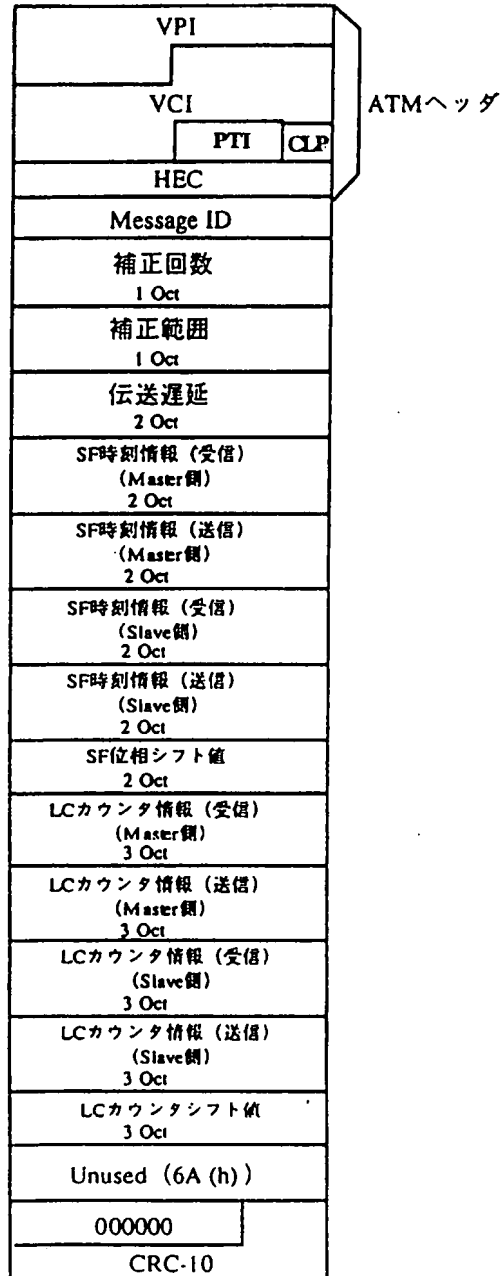 VPI
ATMヘッダ
VCI
PTI
CLP
HEC
Message ID
補正回数
1 Oct
補正範囲
1 Oct
伝送遅延
2 Oct
SF時刻情報（受信）
(Master側)
2 Oct
SF時刻情報（送信）
(Master側)
2 Oct
SF時刻情報（受信）
(Slave側)
2 Oct
SF時刻情報（送信）
(Slave側)
2 Oct
SF位相シフト値
2 Oct
LCカウンタ情報（受信）
(Master側)
3 Oct
LCカウンタ情報（送信）
(Master側)
3 Oct
LCカウンタ情報（受信）
(Slave側)
3 Oct
LCカウンタ情報（送信）
(Slave側)
3 Oct
LCカウンタシフト値
3 Oct
Unused（6A (h)）
000000
CRC-10